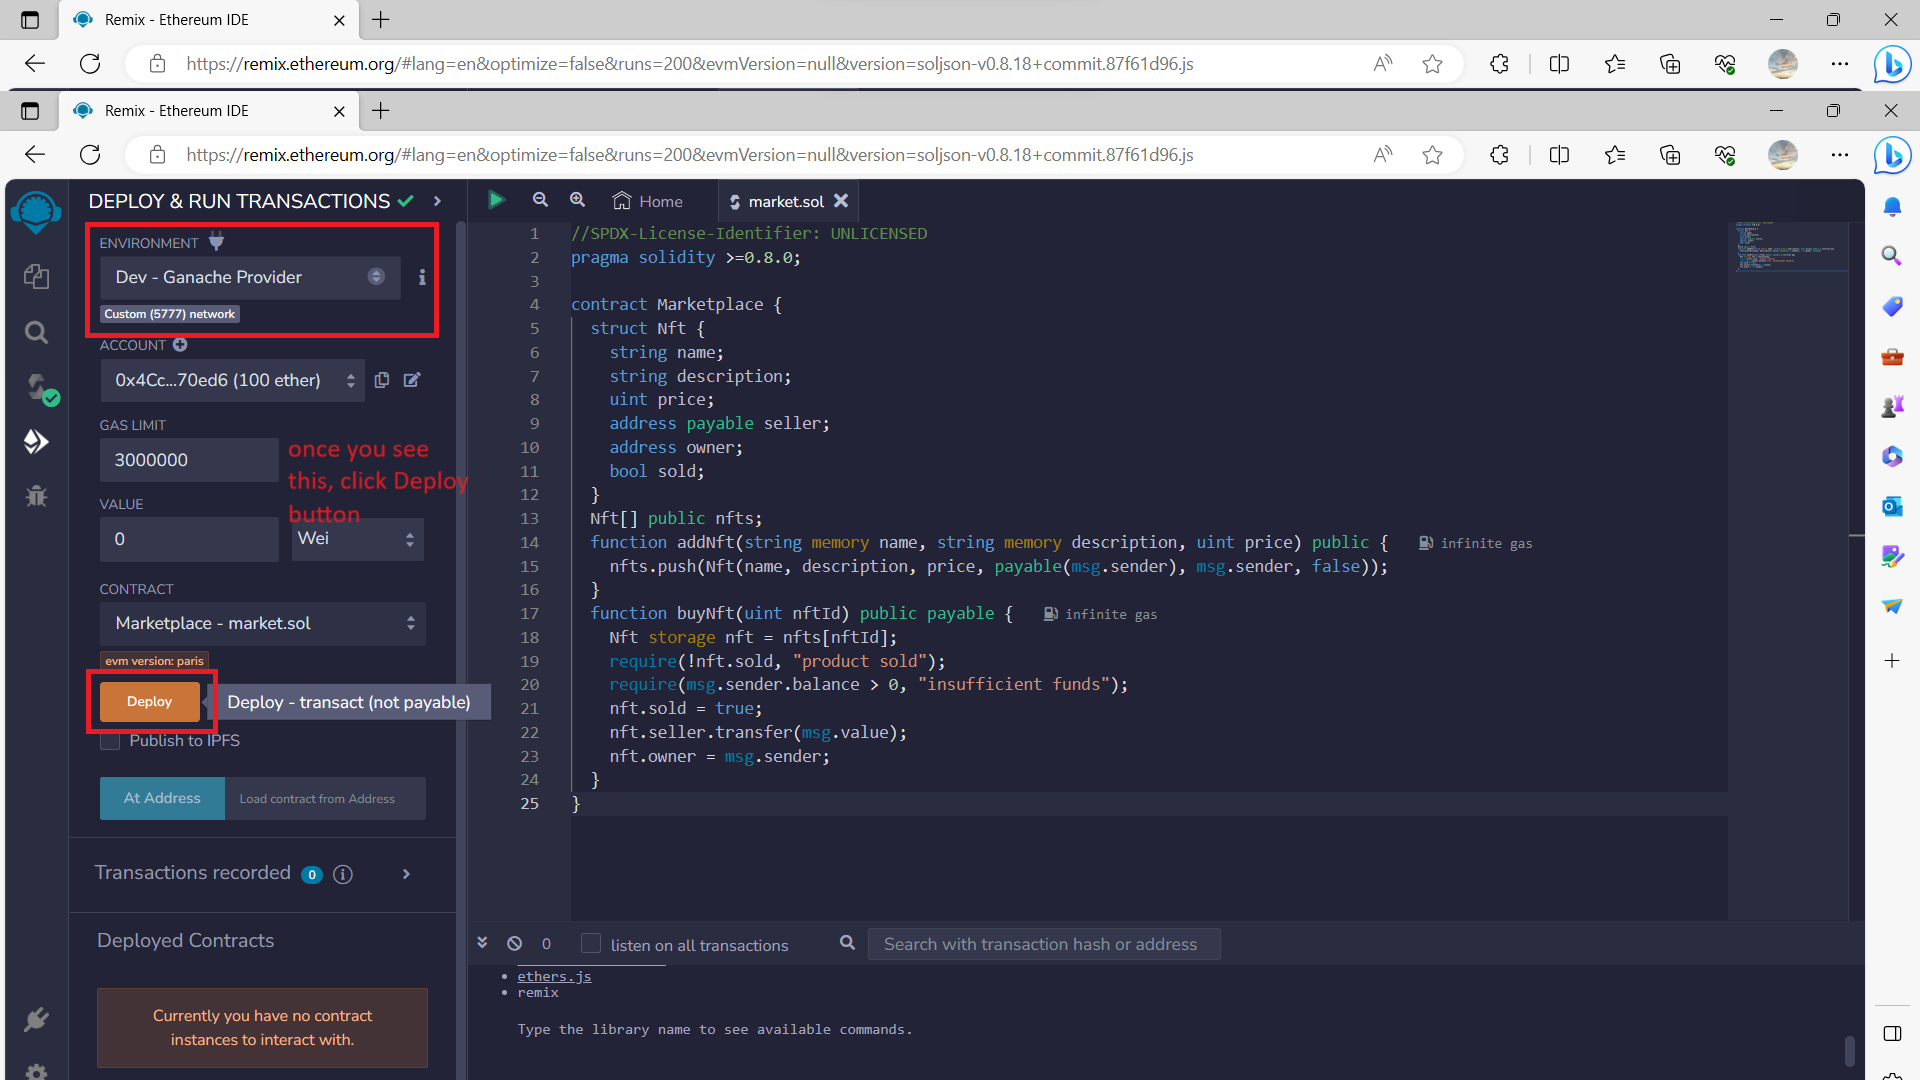 Remix - Ethereum IDE
https://remix.ethereum.org/#lang=en&optimize=false&runs=200&evmVersion=null&version=soljson-v0.8.18+commit.87f61d96.js
Remix - Ethereum IDE
https://remix.ethereum.org/#lang=en&optimize=false&runs=200&evmVersion=null&version=soljson-v0.8.18+commit.87f61d96.js
DEPLOY & RUN TRANSACTIONS
ENVIRONMENT
Dev - Ganache Provider
Custom (5777) network
ACCOUNT
0x4Cc...70ed6 (100 ether)
GAS LIMIT
3000000
once you see
this, click Deploy
button
VALUE
0
Wei
CONTRACT
Marketplace - market.sol
evm version: paris
Deploy
Deploy - transact (not payable)
Publish to IPFS
At Address
Load contract from Address
Transactions recorded 0
Deployed Contracts
Currently you have no contract
instances to interact with.
Home
market.sol
1 //SPDX-License-Identifier: UNLICENSED
2 pragma solidity >=0.8.0;
3
4 contract Marketplace {
5 struct Nft {
6 string name;
7 string description;
8 uint price;
9 address payable seller;
10 address owner;
11 bool sold;
12 }
13 Nft[] public nfts;
14 function addNft(string memory name, string memory description, uint price) public { infinite gas
15 nfts.push(Nft(name, description, price, payable(msg.sender), msg.sender, false));
16 }
17 function buyNft(uint nftId) public payable { infinite gas
18 Nft storage nft = nfts[nftId];
19 require(!nft.sold, "product sold");
20 require(msg.sender.balance > 0, "insufficient funds");
21 nft.sold = true;
22 nft.seller.transfer(msg.value);
23 nft.owner = msg.sender;
24 }
25 }
0 listen on all transactions
Search with transaction hash or address
• ethers.js
• remix
Type the library name to see available commands.